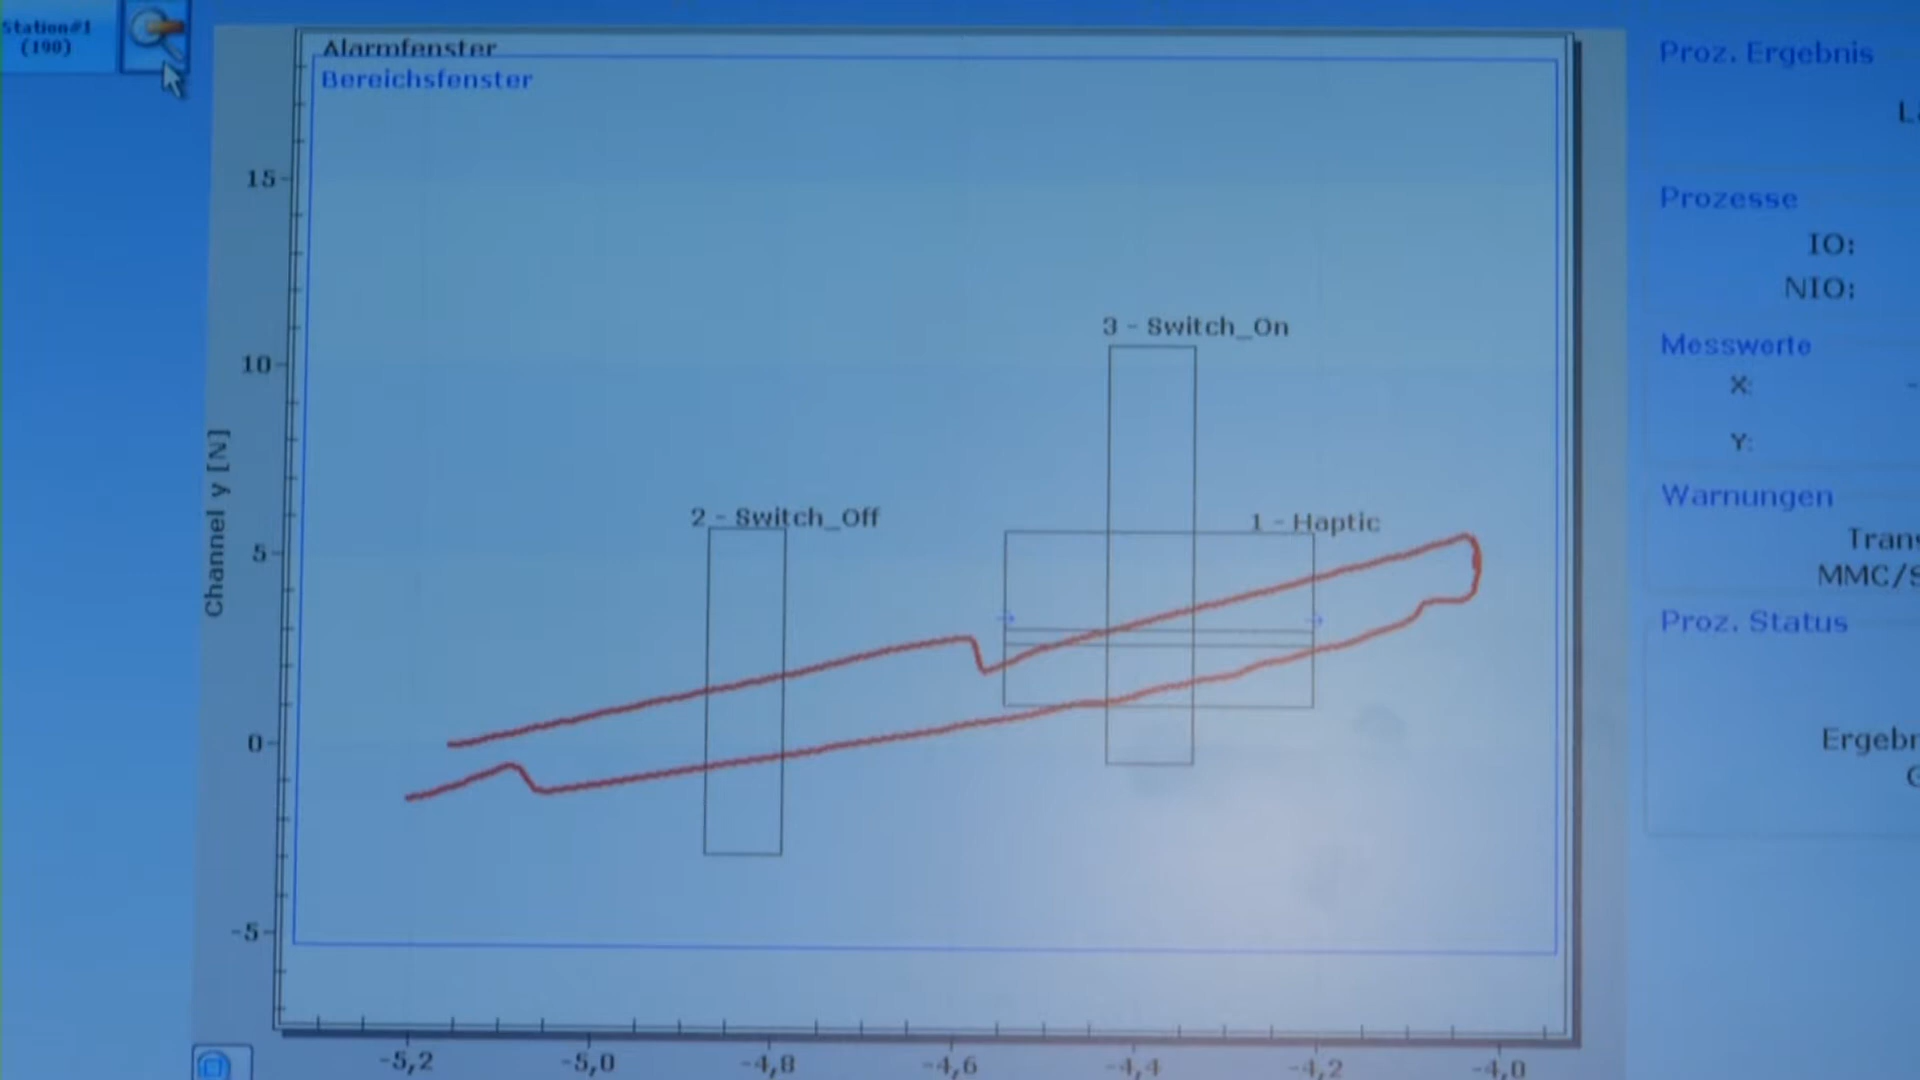 Station#1
(190)
Alarmfenster
Bereichsfenster
15
10
5
0
-5
Channel y [N]
3 - Switch_On
2 - Switch_Off
1 - Haptic
-5,2
-5,0
-4,8
-4,6
-4,4
-4,2
-4,0
Proz. Ergebnis
Prozesse
IO:
NIO:
Messwerte
X:
Y:
Warnungen
Proz. Status